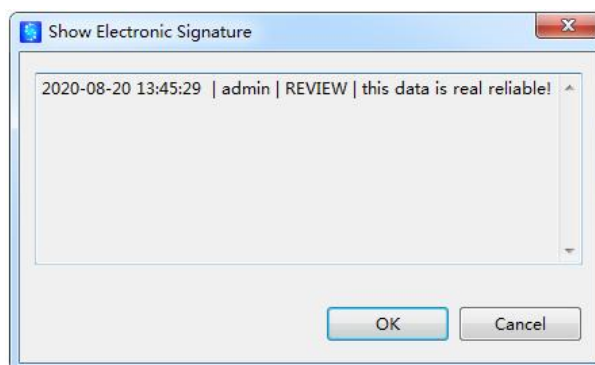 Show Electronic Signature
2020-08-20 13:45:29 | admin | REVIEW | this data is real reliable!
OK
Cancel